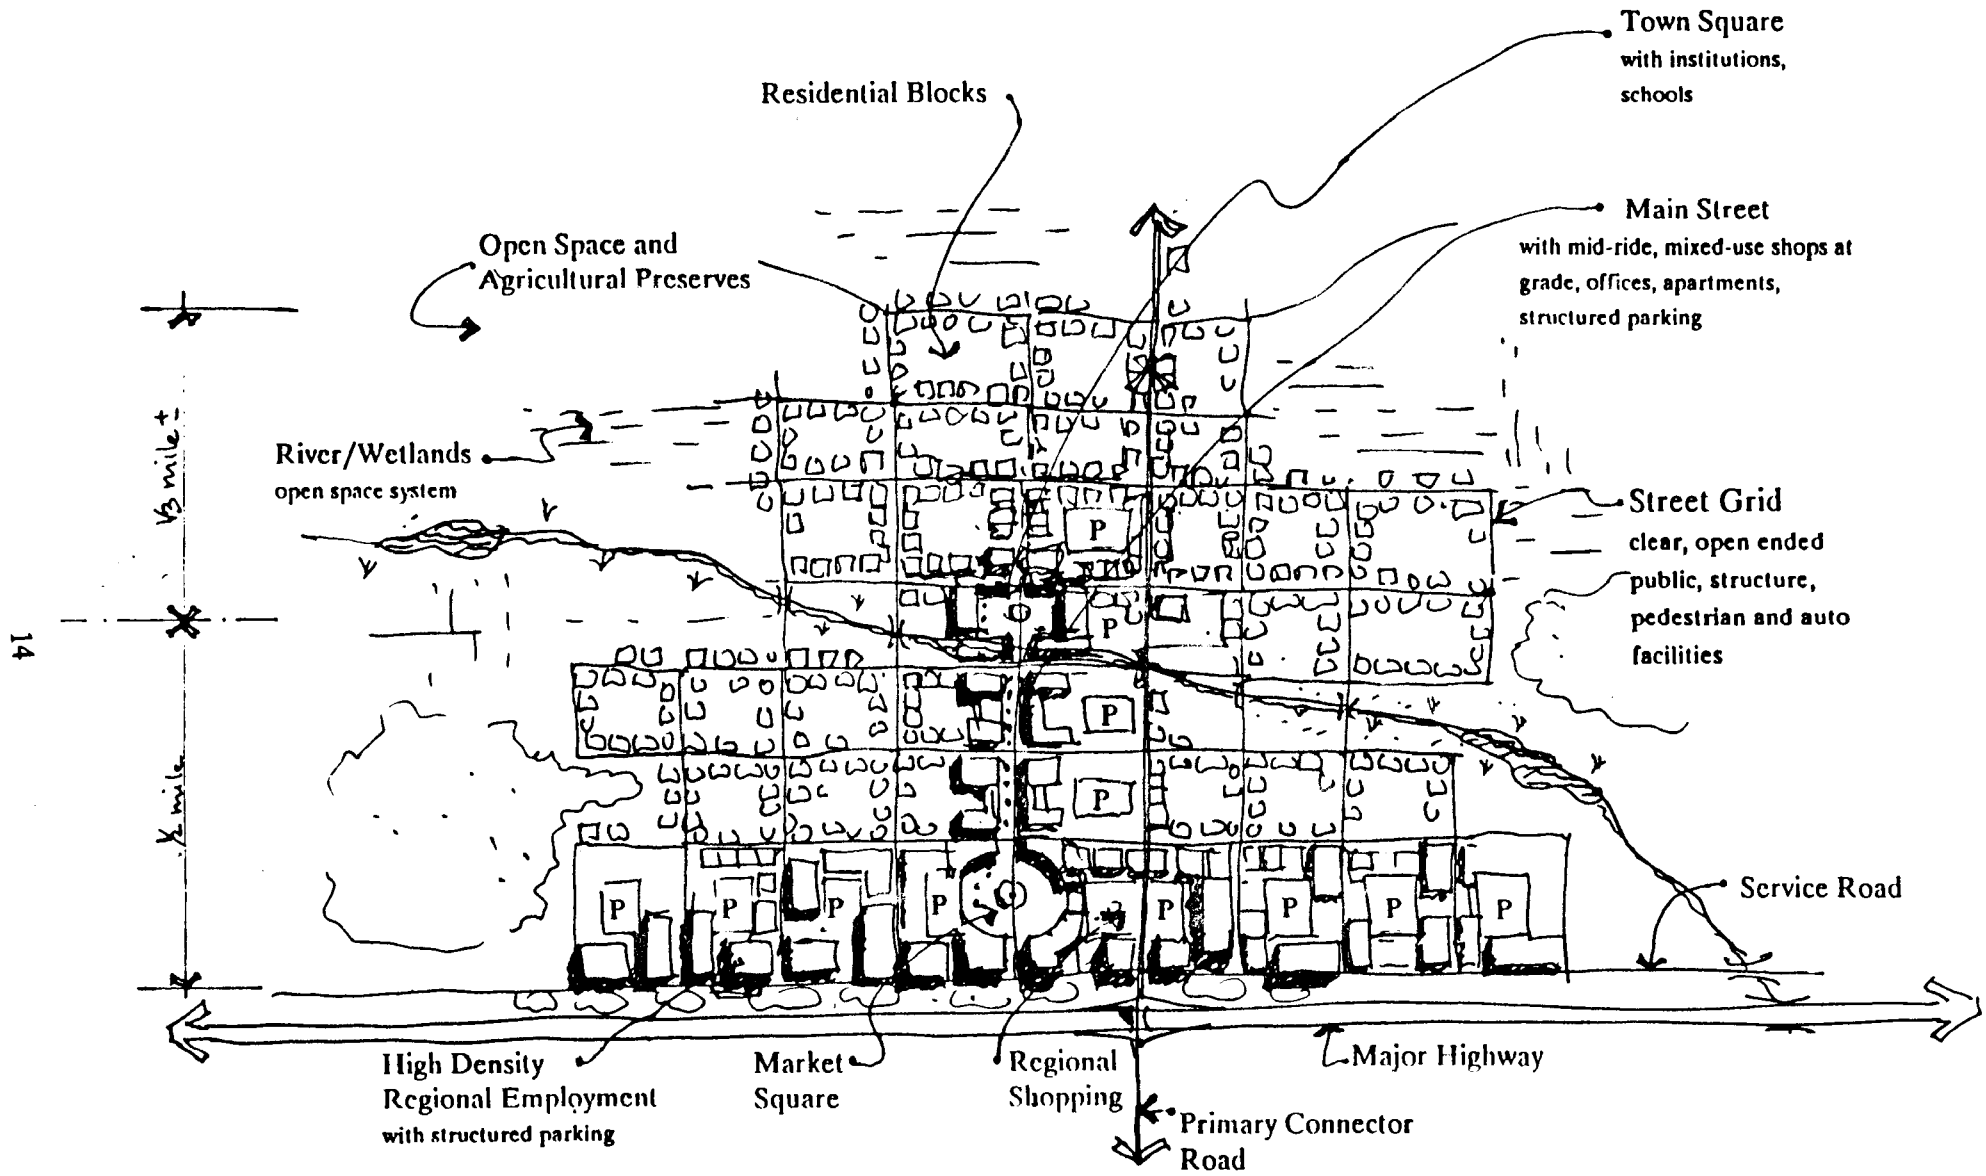 Town Square
with institutions,
schools
Residential Blocks
Main Street
with mid-ride, mixed-use shops at
grade, offices, apartments,
structured parking
Open Space and
Agricultural Preserves
River/Wetlands
open space system
1/3 mile ±
Street Grid
clear, open ended
public, structure,
pedestrian and auto
facilities
P
P
14
P
P
1/2 mile
Service Road
P
P
P
P
P
P
P
P
High Density
Regional Employment
with structured parking
Market
Square
Regional
Shopping
Major Highway
Primary Connector
Road